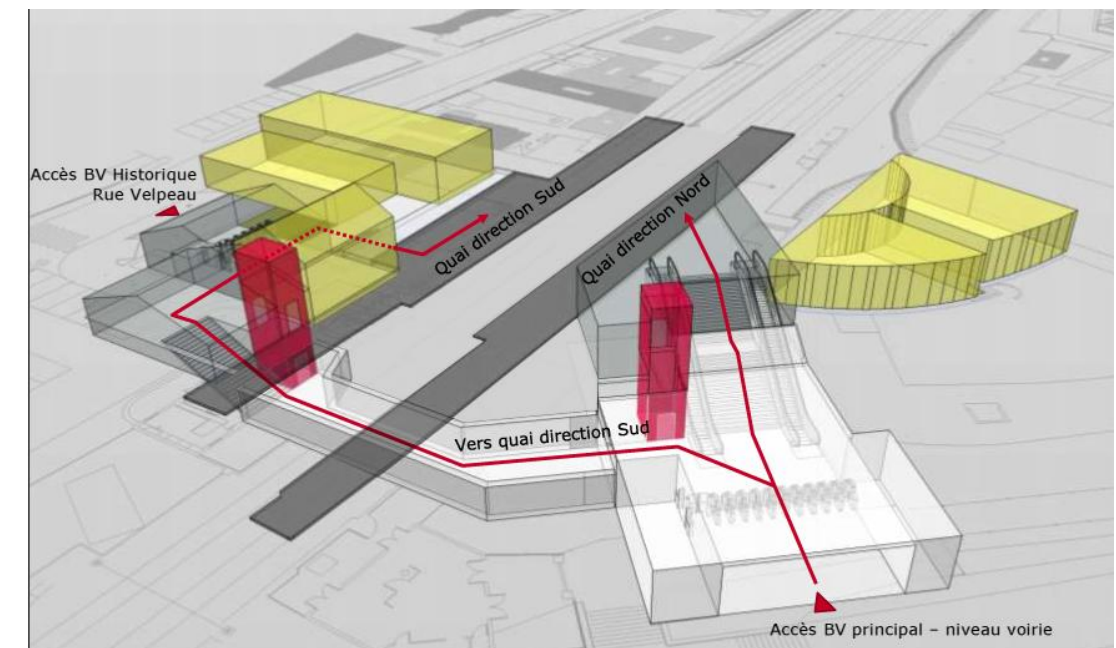 Accès BV Historique
Rue Velpeau
Quai direction Sud
Quai direction Nord
Vers quai direction Sud
Accès BV principal – niveau voirie